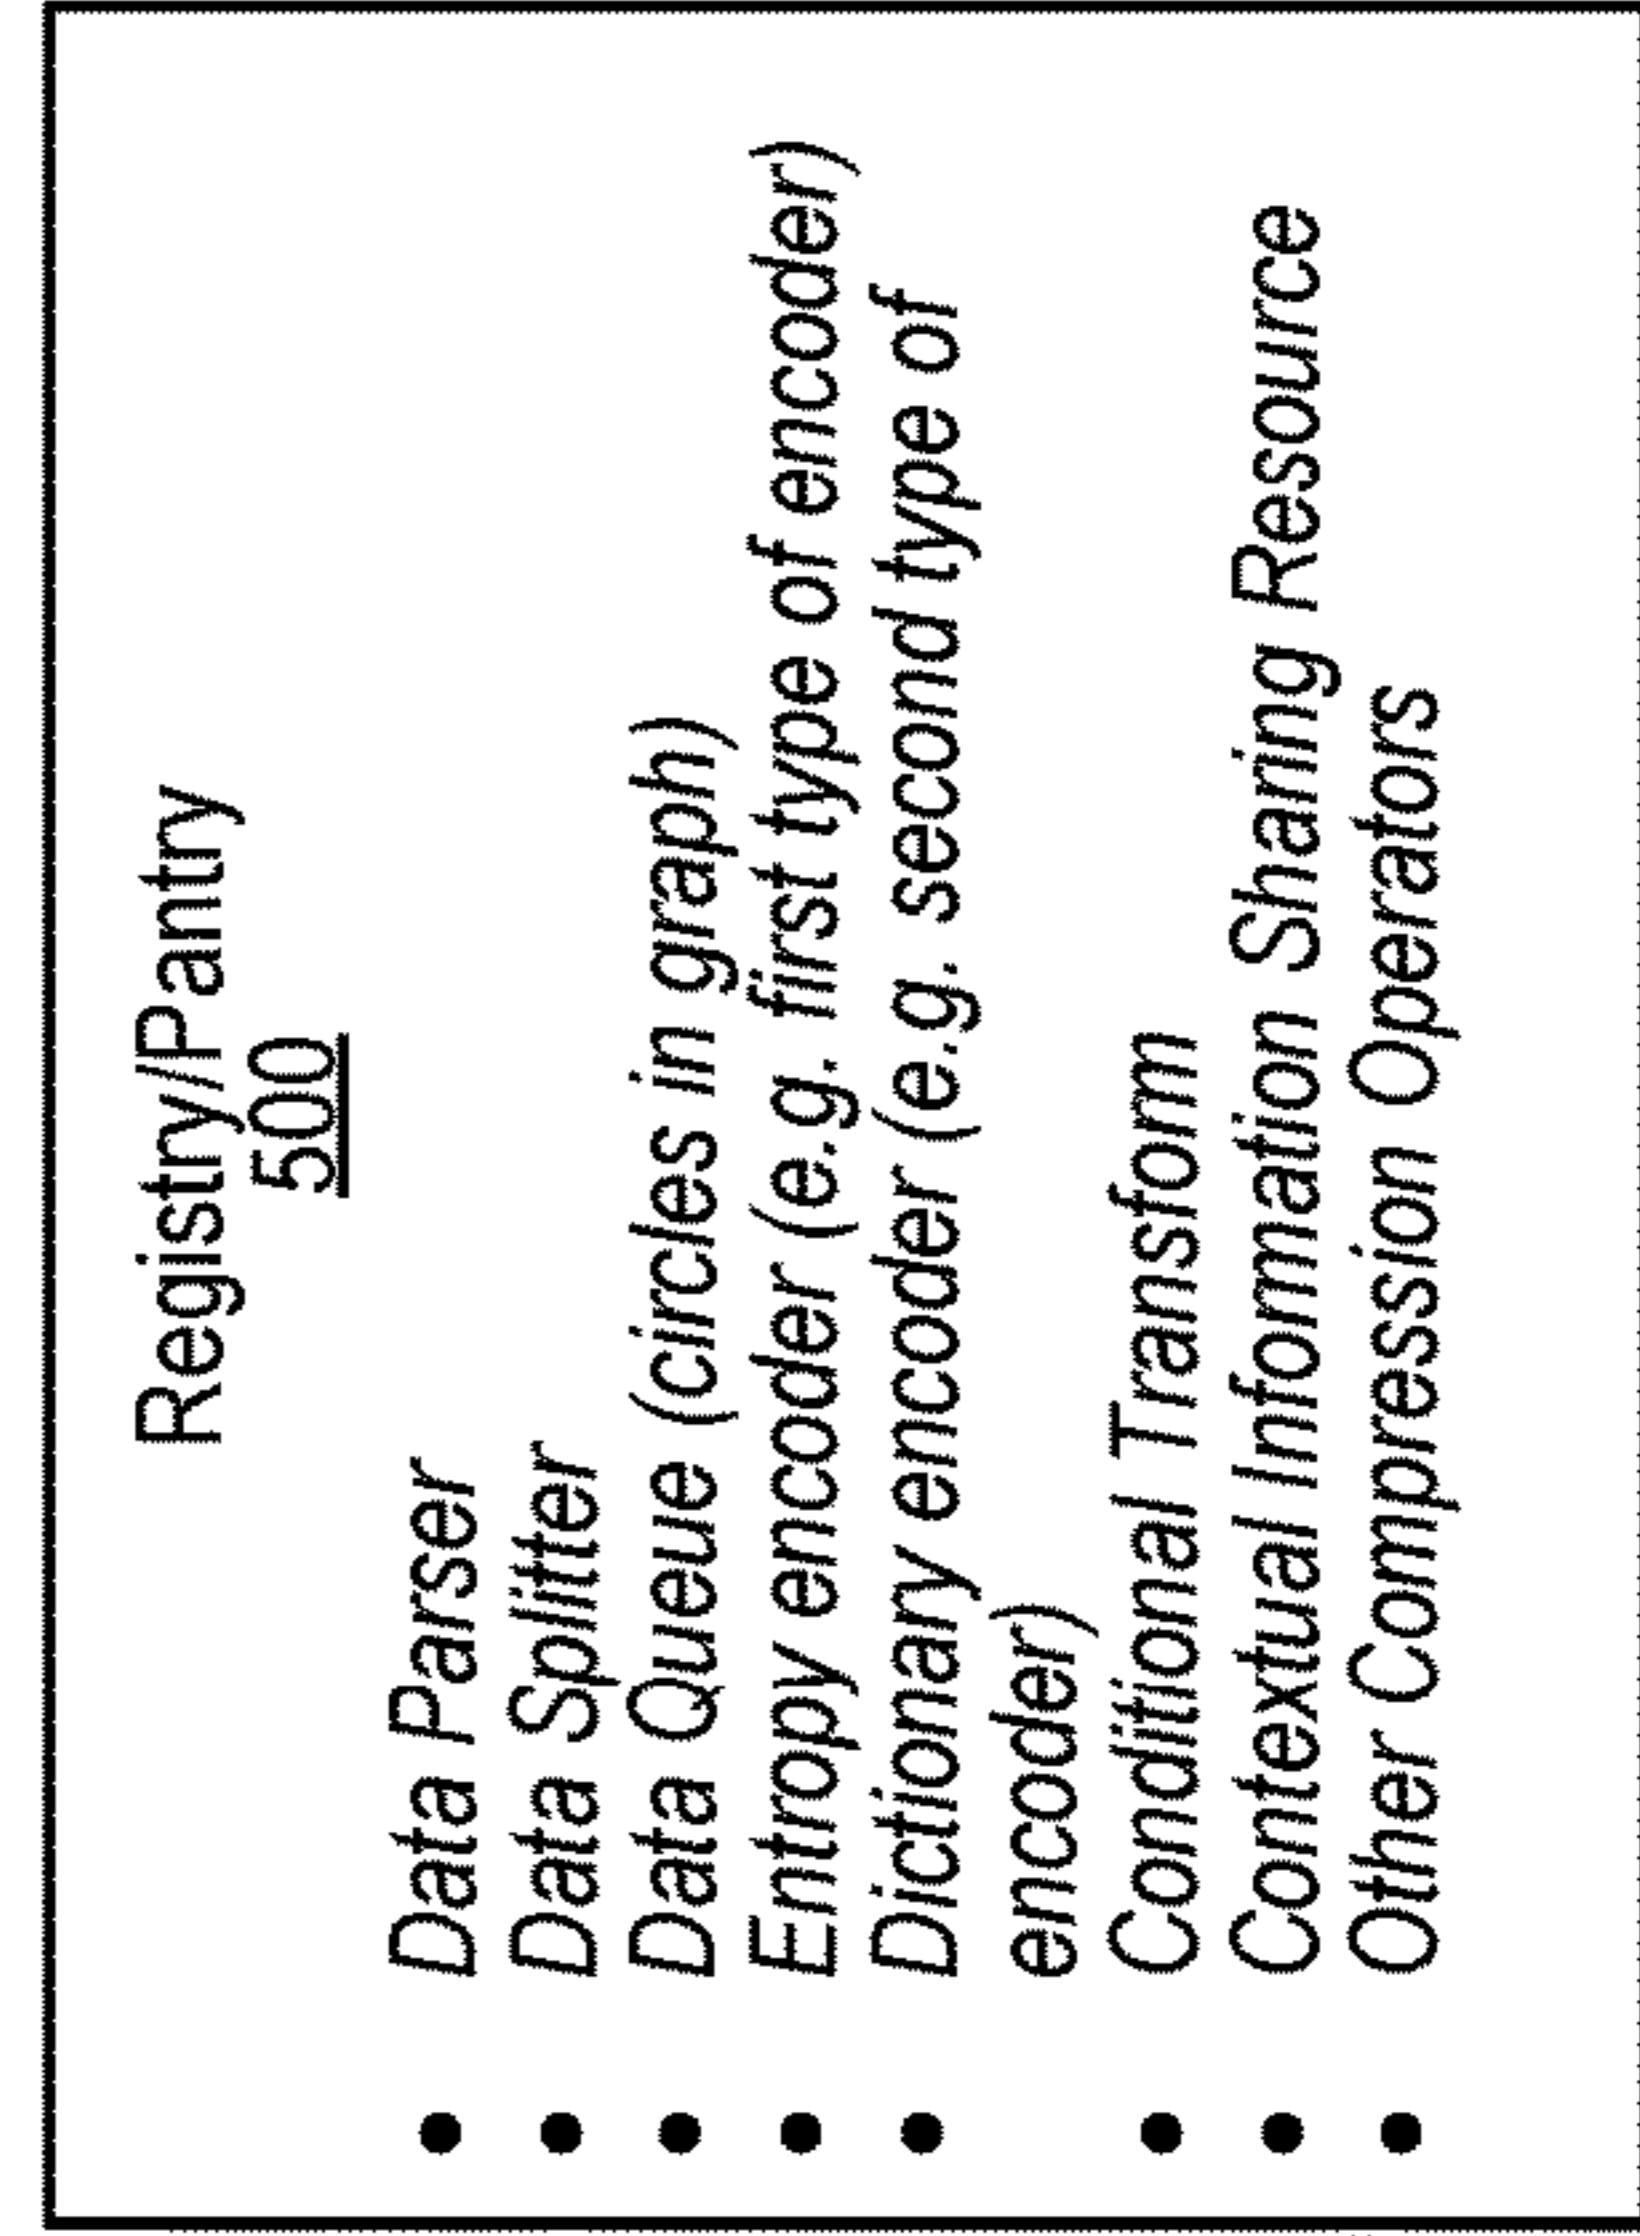 Registry/Pantry
500
• Data Parser
• Data Splitter
• Data Queue (circles in graph)
• Entropy encoder (e.g. first type of encoder)
• Dictionary encoder (e.g. second type of
encoder)
• Conditional Transform
• Contextual Information Sharing Resource
• Other Compression Operators